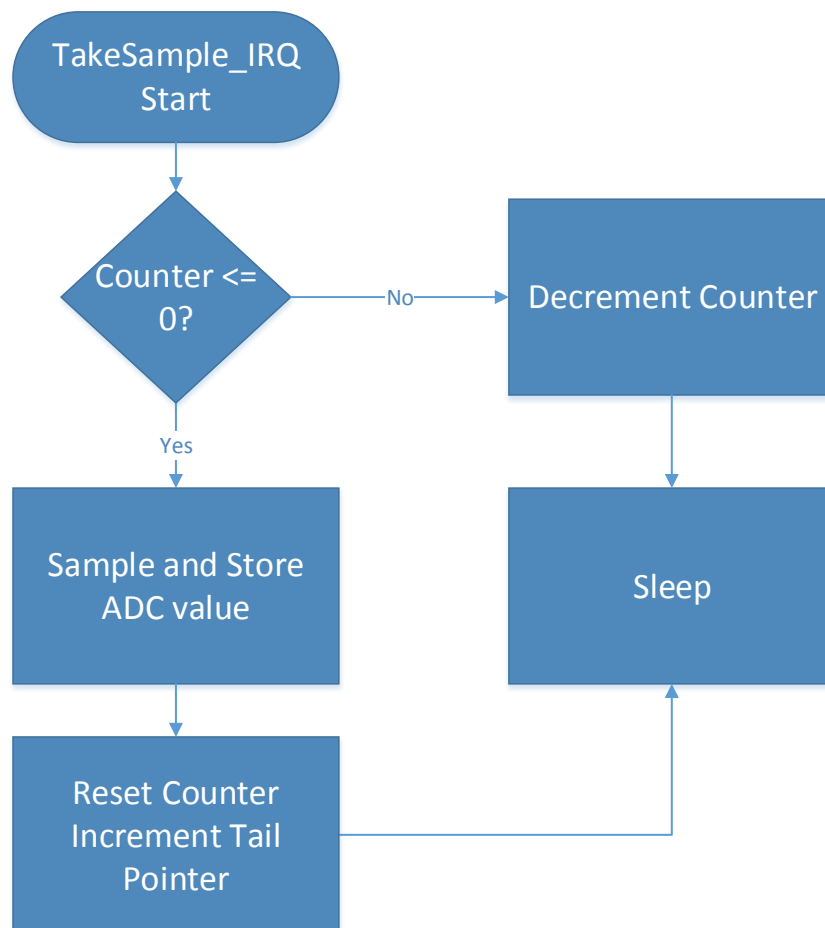 TakeSample_IRQ
Start
Counter <=
0?
No
Decrement Counter
Yes
Sample and Store
ADC value
Sleep
Reset Counter
Increment Tail
Pointer